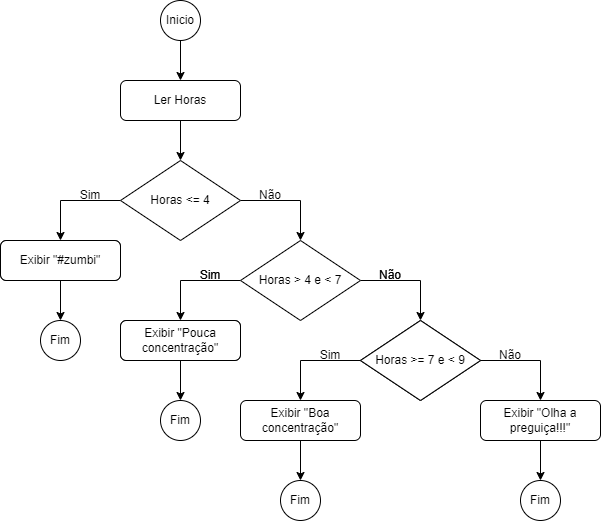 Inicio
Ler Horas
Horas <= 4
Sim
Não
Exibir "#zumbi"
Fim
Horas > 4 e < 7
Sim
Não
Exibir "Pouca
concentração"
Fim
Horas >= 7 e < 9
Sim
Não
Exibir "Boa
concentração"
Fim
Exibir "Olha a
preguiça!!!"
Fim